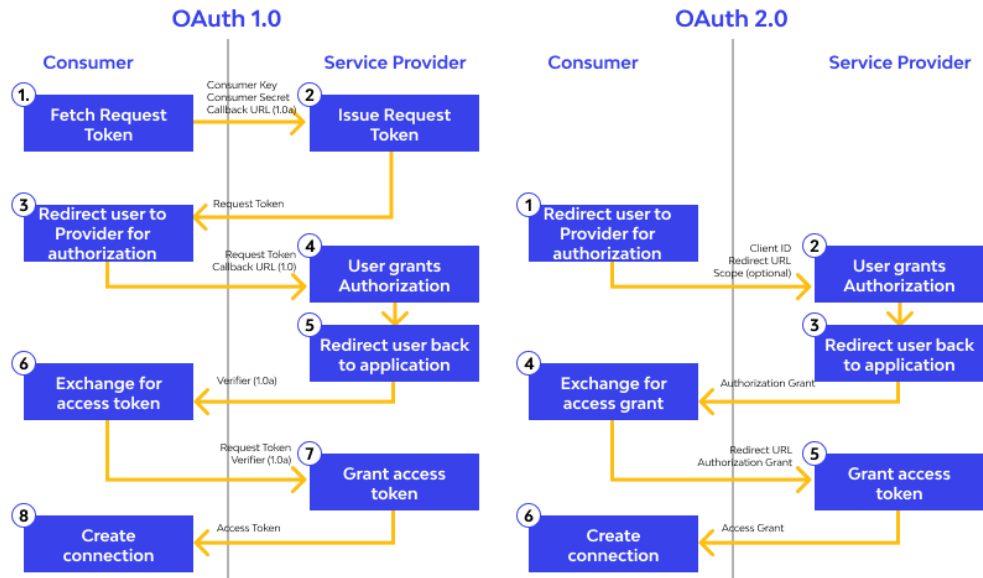 OAuth 1.0
Consumer
Service Provider
1.
Fetch Request
Token
Consumer Key
Consumer Secret
Callback URL (1.0a)
2
Issue Request
Token
Request Token
3
Redirect user to
Provider for
authorization
Request Token
Callback URL (1.0)
4
User grants
Authorization
5
Redirect user back
to application
Verifier (1.0a)
6
Exchange for
access token
Request Token
Verifier (1.0a)
7
Grant access
token
Access Token
8
Create
connection
OAuth 2.0
Consumer
Service Provider
1
Redirect user to
Provider for
authorization
Client ID
Redirect URL
Scope (optional)
2
User grants
Authorization
3
Redirect user back
to application
Authorization Grant
4
Exchange for
access grant
Redirect URL
Authorization Grant
5
Grant access
token
Access Grant
6
Create
connection